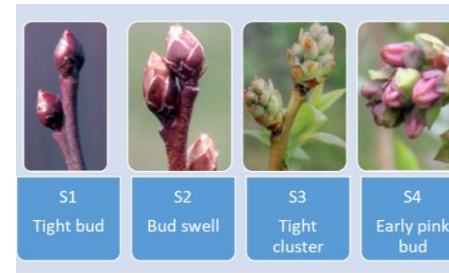 S1
Tight bud
S2
Bud swell
S3
Tight
cluster
S4
Early pink
bud